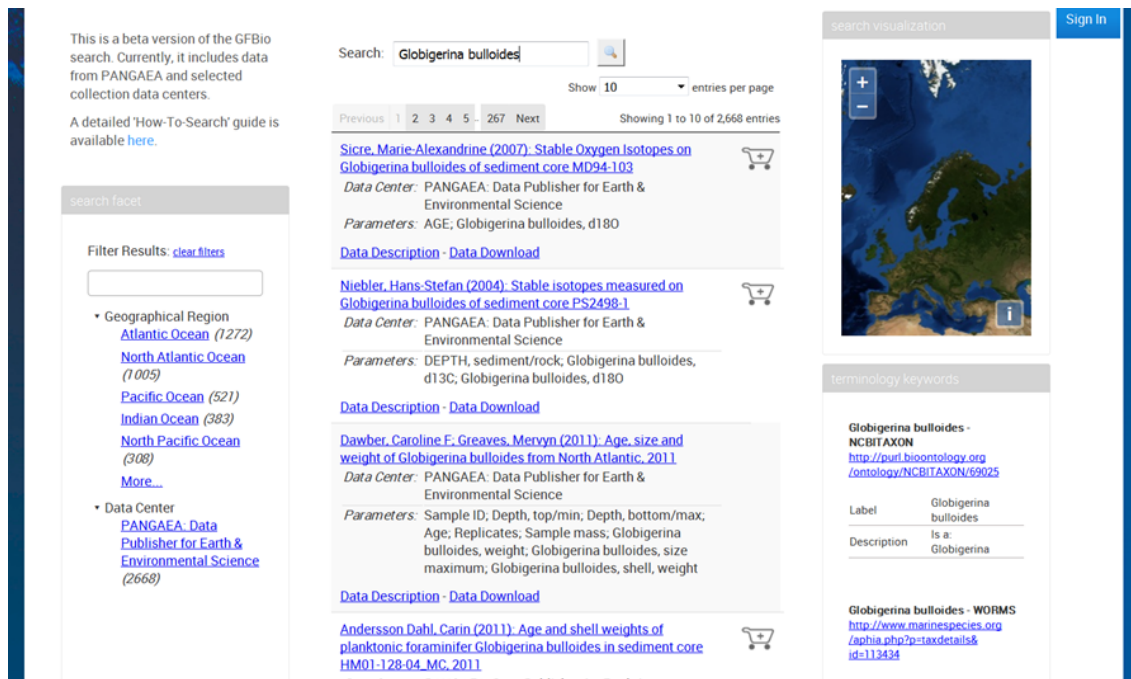 This is a beta version of the GFBio
search. Currently, it includes data
from PANGAEA and selected
collection data centers.
A detailed 'How-To-Search' guide is
available here.
search facet
Filter Results: clear filters
▾ Geographical Region
Atlantic Ocean (1272)
North Atlantic Ocean
(1005)
Pacific Ocean (521)
Indian Ocean (383)
North Pacific Ocean
(308)
More...
▾ Data Center
PANGAEA: Data
Publisher for Earth &
Environmental Science
(2668)
Search: Globigerina bulloides
Show 10 entries per page
Previous 1 2 3 4 5 .. 267 Next Showing 1 to 10 of 2,668 entries
Sicre, Marie-Alexandrine (2007): Stable Oxygen Isotopes on
Globigerina bulloides of sediment core MD94-103
Data Center: PANGAEA: Data Publisher for Earth &
Environmental Science
Parameters: AGE; Globigerina bulloides, d18O
Data Description - Data Download
Niebler, Hans-Stefan (2004): Stable isotopes measured on
Globigerina bulloides of sediment core PS2498-1
Data Center: PANGAEA: Data Publisher for Earth &
Environmental Science
Parameters: DEPTH, sediment/rock; Globigerina bulloides,
d13C; Globigerina bulloides, d18O
Data Description - Data Download
Dawber, Caroline F; Greaves, Mervyn (2011): Age, size and
weight of Globigerina bulloides from North Atlantic, 2011
Data Center: PANGAEA: Data Publisher for Earth &
Environmental Science
Parameters: Sample ID; Depth, top/min; Depth, bottom/max;
Age; Replicates; Sample mass; Globigerina
bulloides, weight; Globigerina bulloides, size
maximum; Globigerina bulloides, shell, weight
Data Description - Data Download
Andersson Dahl, Carin (2011): Age and shell weights of
planktonic foraminifer Globigerina bulloides in sediment core
HM01-128-04_MC, 2011
search visualization
Sign In
+
–
i
terminology keywords
Globigerina bulloides -
NCBITAXON
http://purl.bioontology.org
/ontology/NCBITAXON/69025
Label Globigerina
bulloides
Description Is a:
Globigerina
Globigerina bulloides - WORMS
http://www.marinespecies.org
/aphia.php?p=taxdetails&
id=113434